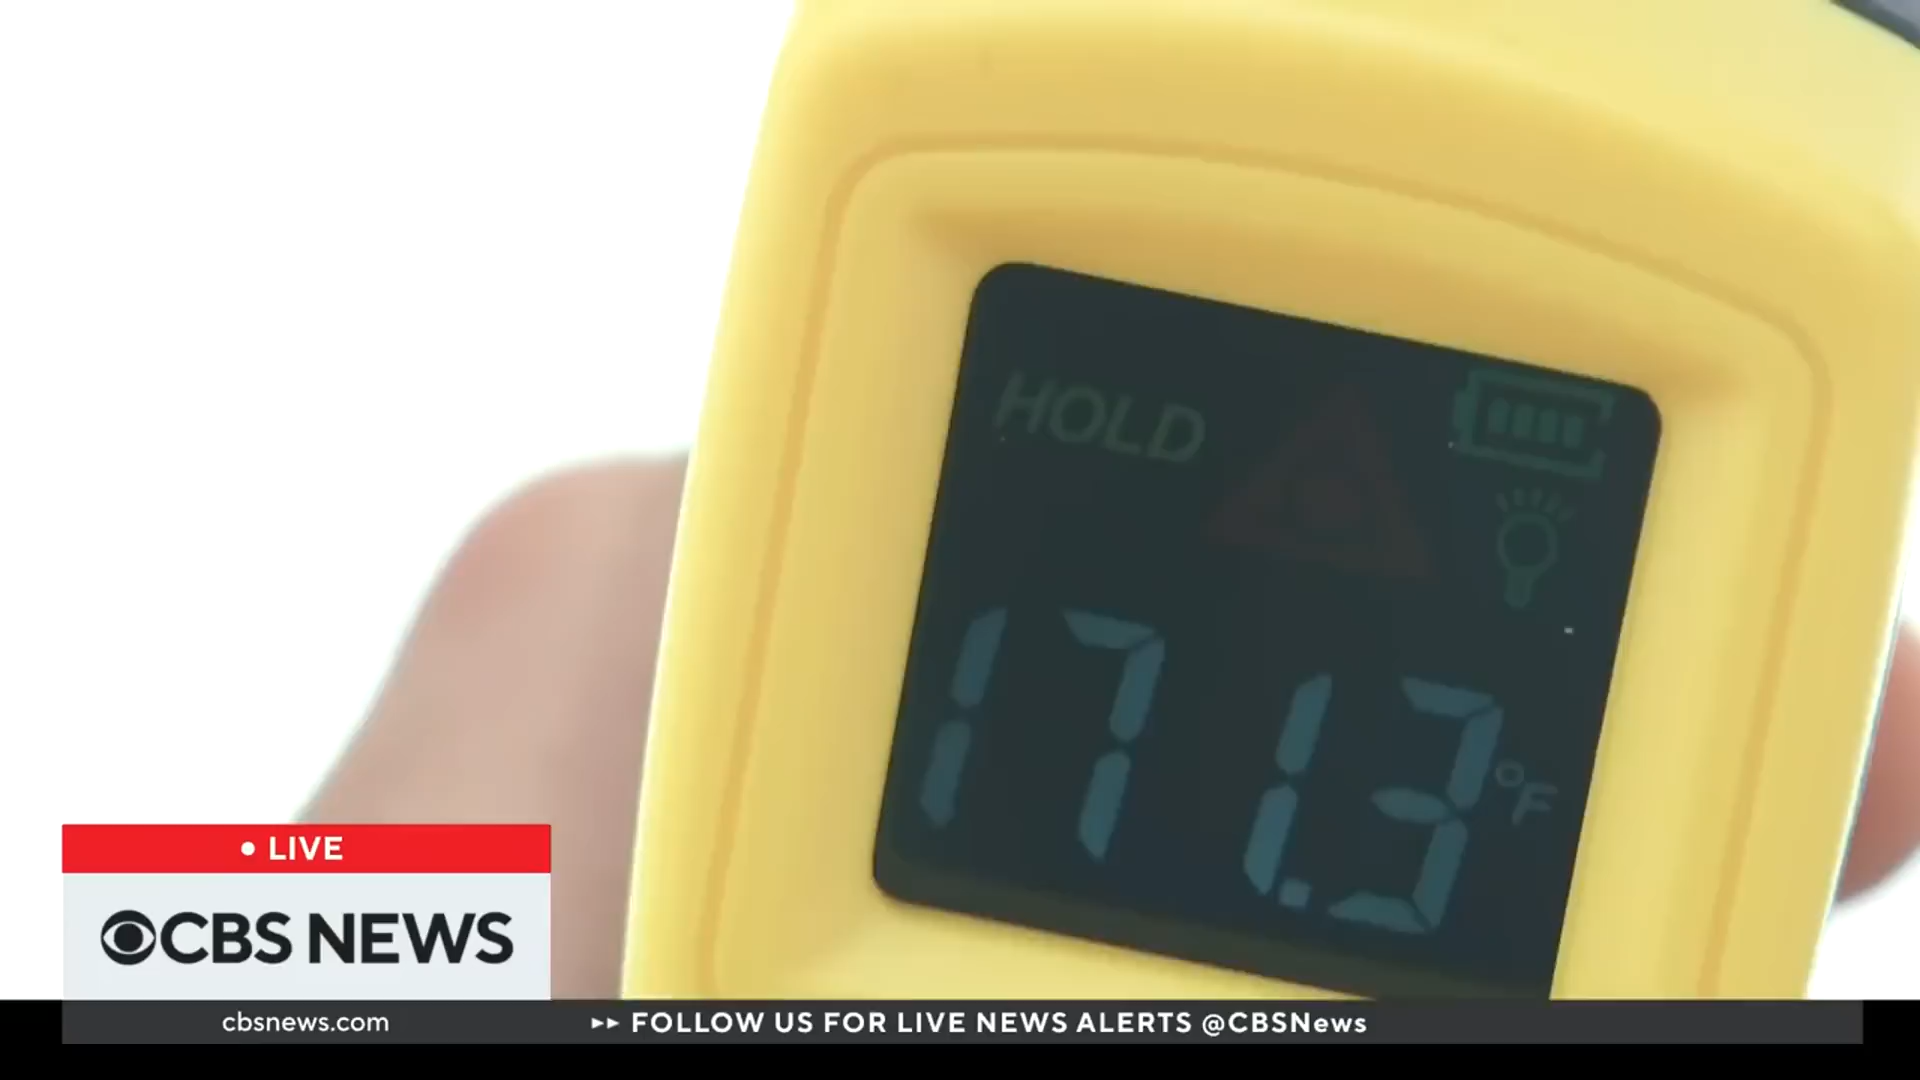 HOLD
171.3 °F
LIVE
CBS NEWS
cbsnews.com
FOLLOW US FOR LIVE NEWS ALERTS @CBSNews